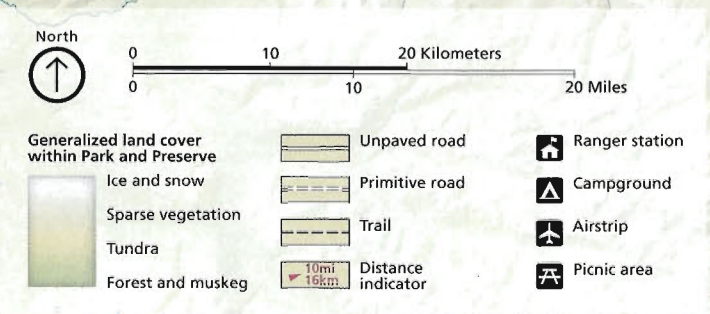 North
0 10 20 Kilometers
0 10 20 Miles
Generalized land cover
within Park and Preserve
Ice and snow
Sparse vegetation
Tundra
Forest and muskeg
Unpaved road
Primitive road
Trail
10mi
16km
Distance
indicator
Ranger station
Campground
Airstrip
Picnic area